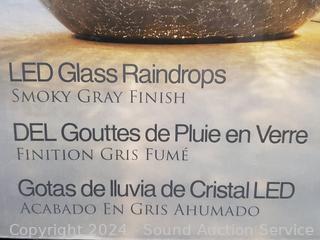 LED Glass Raindrops
SMOKY GRAY FINISH
DEL Gouttes de Pluie en Verre
FINITION GRIS FUMÉ
Gotas de lluvia de Cristal LED
ACABADO EN GRIS AHUMADO
Copyright 2024 - Sound Auction Service